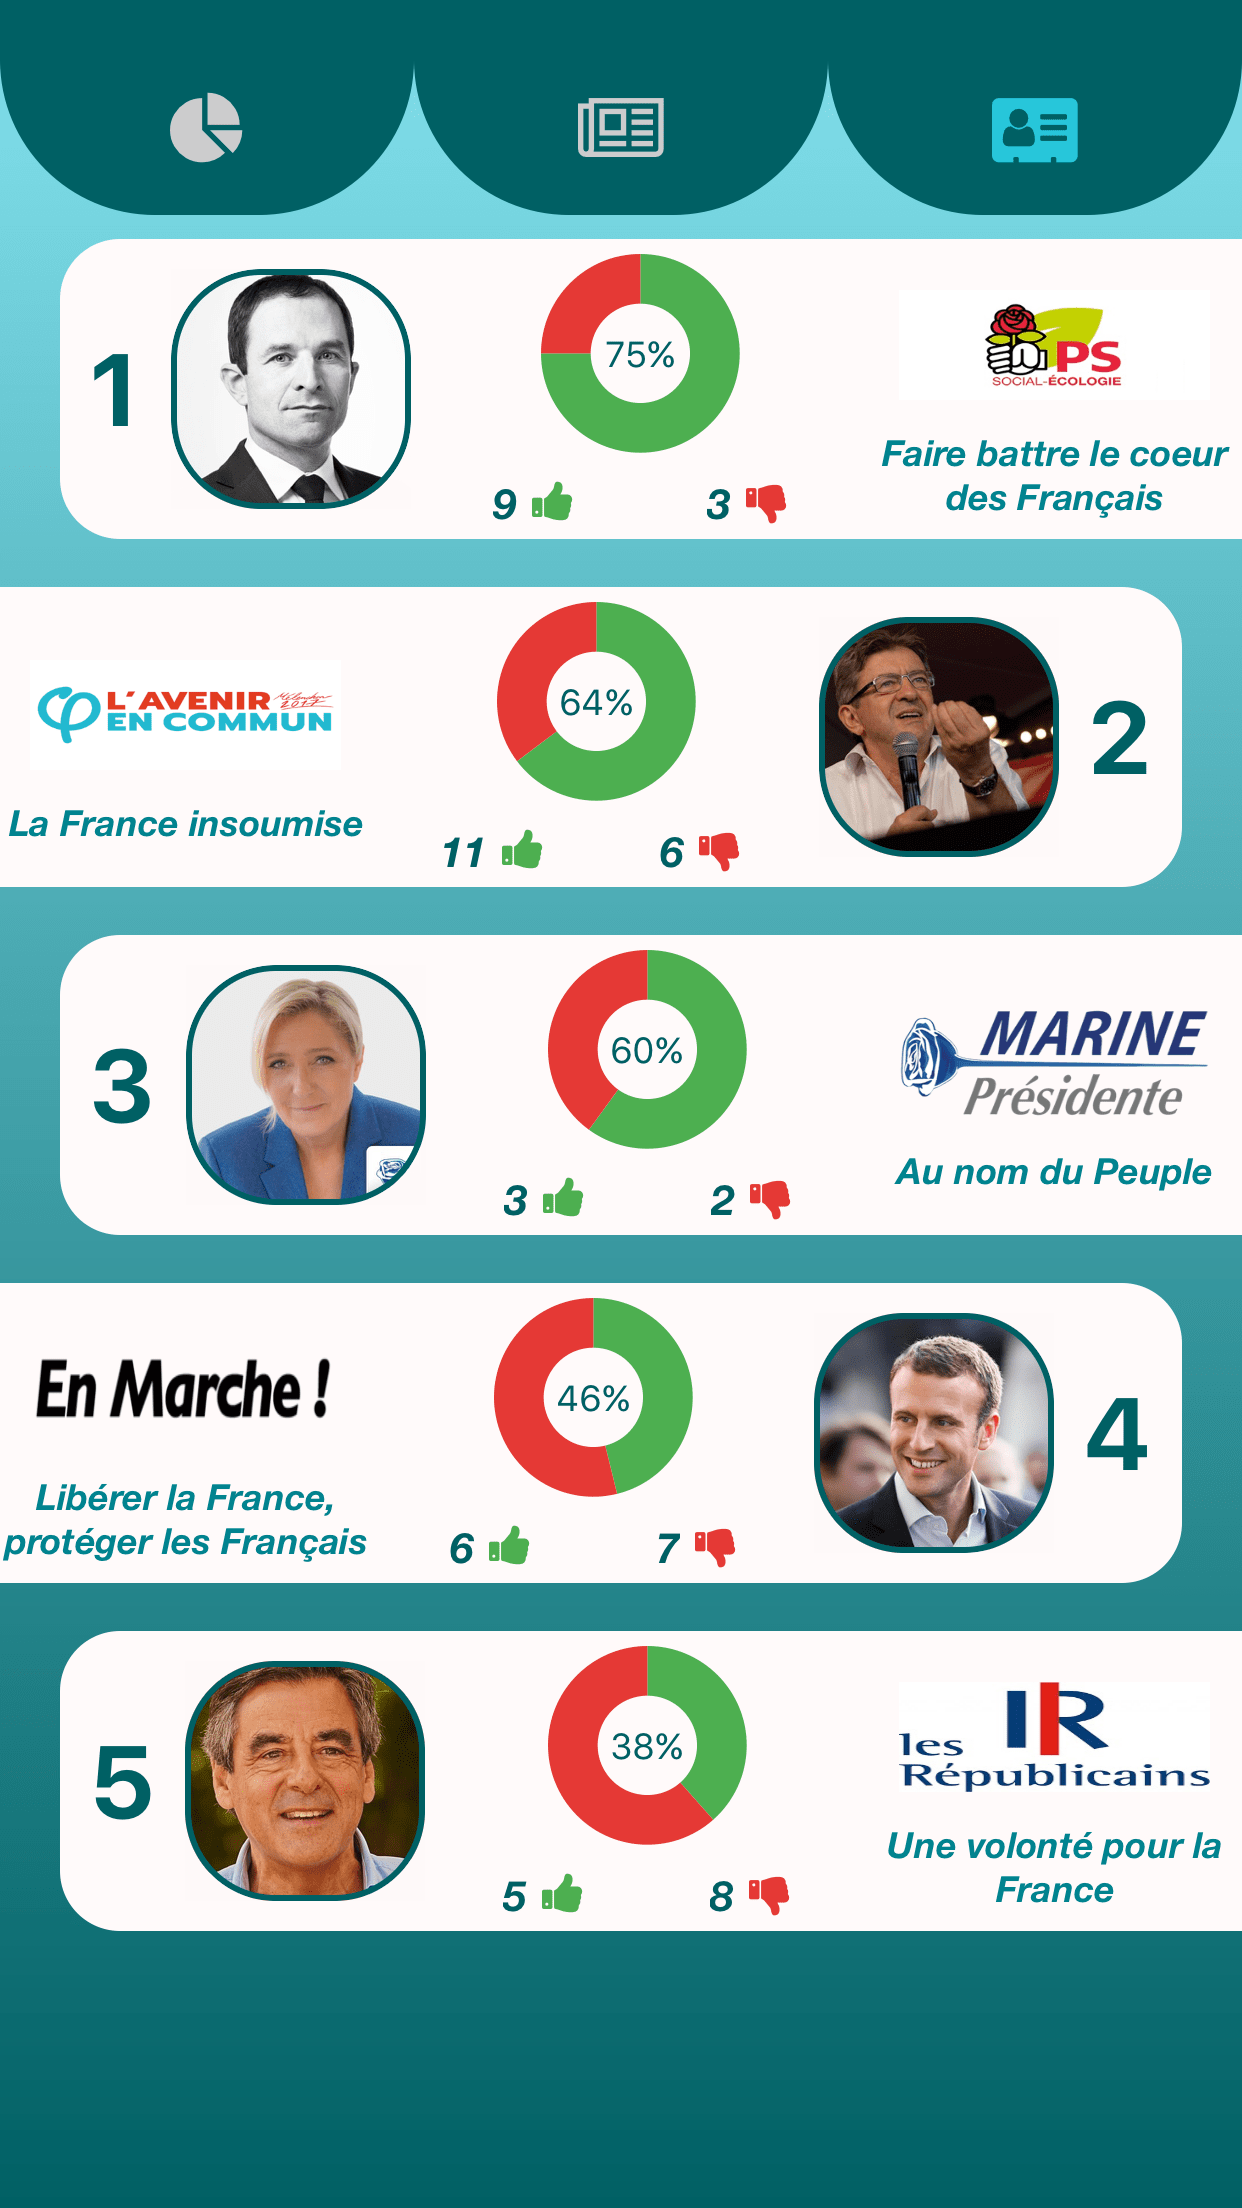 1
75%
9
3
PS
SOCIAL-ÉCOLOGIE
Faire battre le coeur
des Français
L'AVENIR
EN COMMUN
Mélenchon
2017
La France insoumise
64%
11
6
2
3
60%
3
2
MARINE
Présidente
Au nom du Peuple
En Marche !
Libérer la France,
protéger les Français
46%
6
7
4
5
38%
5
8
LR
les
Républicains
Une volonté pour la
France